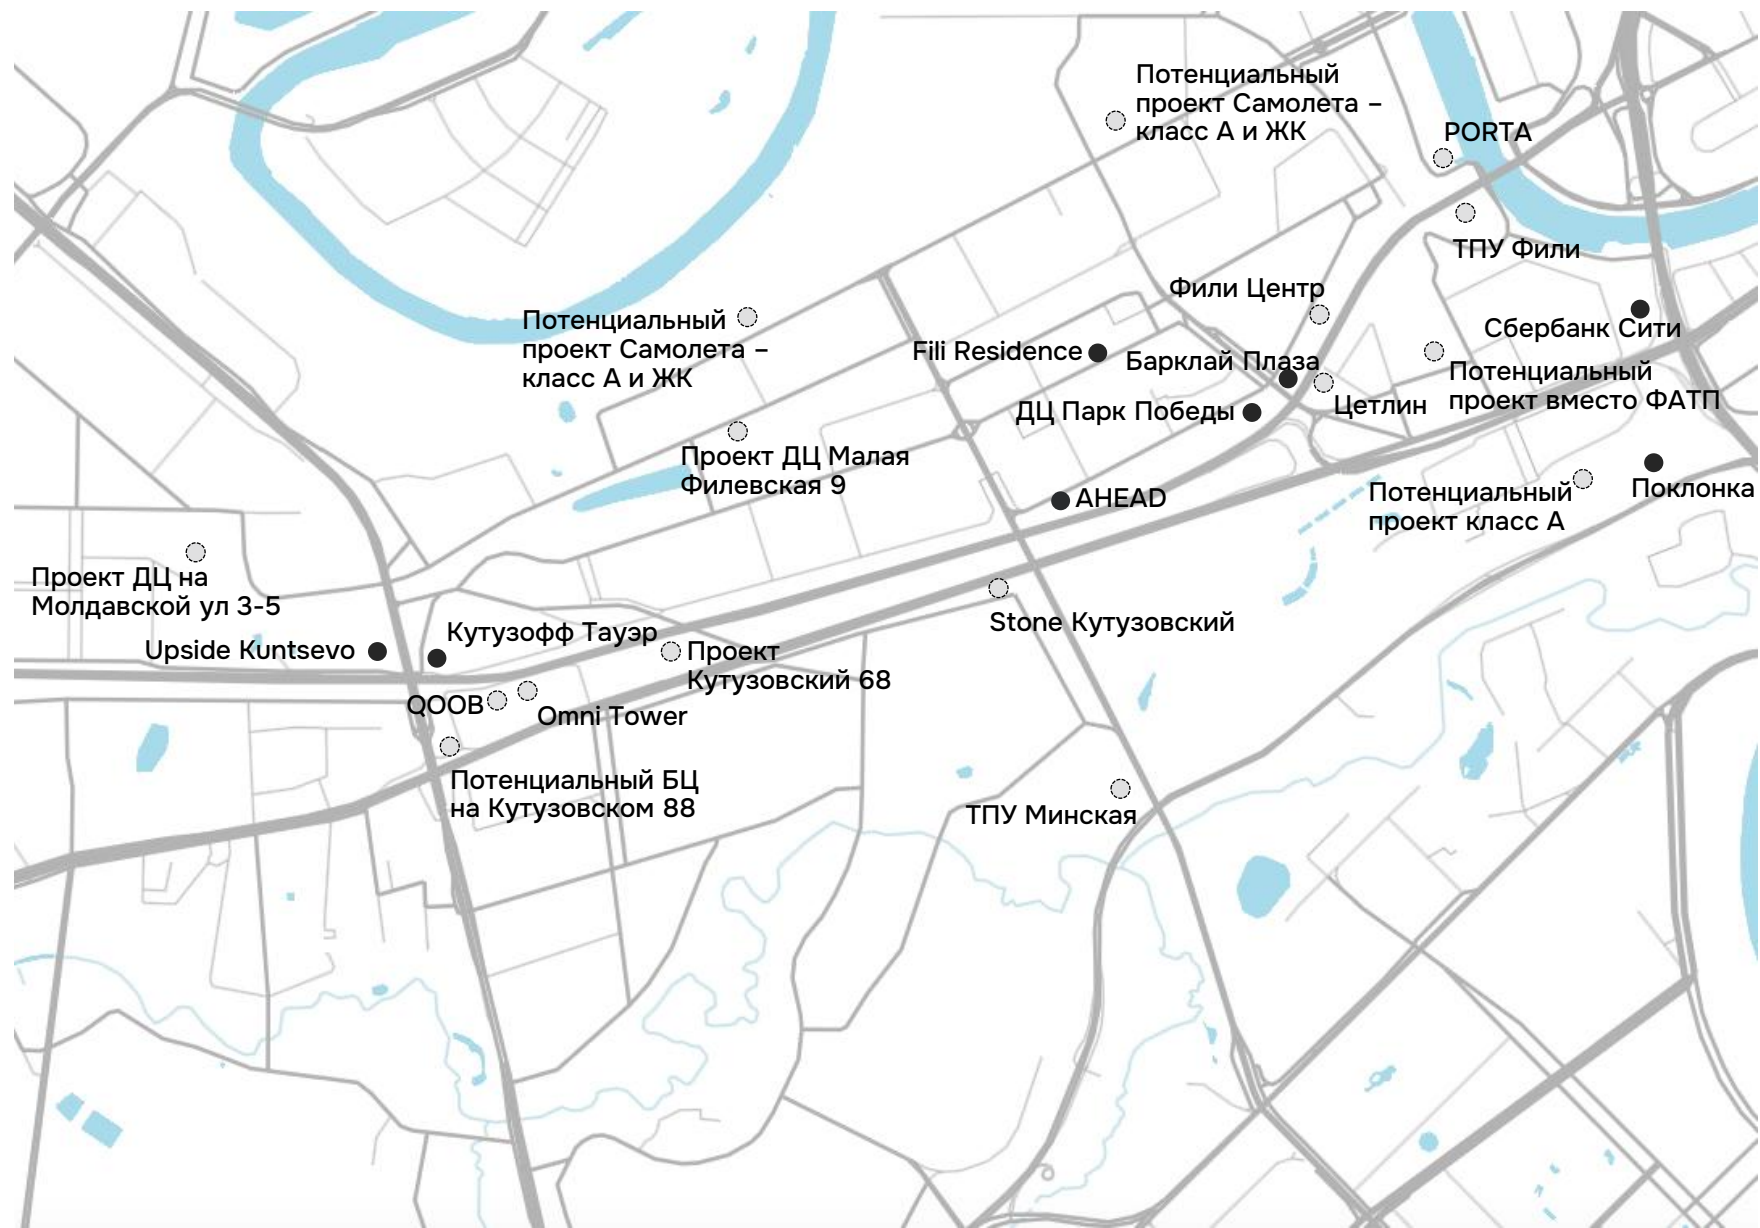 Потенциальный
проект Самолета –
класс А и ЖК
PORTA
ТПУ Фили
Фили Центр
Сбербанк Сити
Потенциальный
проект Самолета –
класс А и ЖК
Fili Residence
Барклай Плаза
Потенциальный
проект вместо ФАТП
ДЦ Парк Победы
Цетлин
Проект ДЦ Малая
Филевская 9
AHEAD
Потенциальный
проект класс А
Поклонка
Проект ДЦ на
Молдавской ул 3-5
Stone Кутузовский
Кутузофф Тауэр
Upside Kuntsevo
Проект
Кутузовский 68
QOOB
Omni Tower
Потенциальный БЦ
на Кутузовском 88
ТПУ Минская